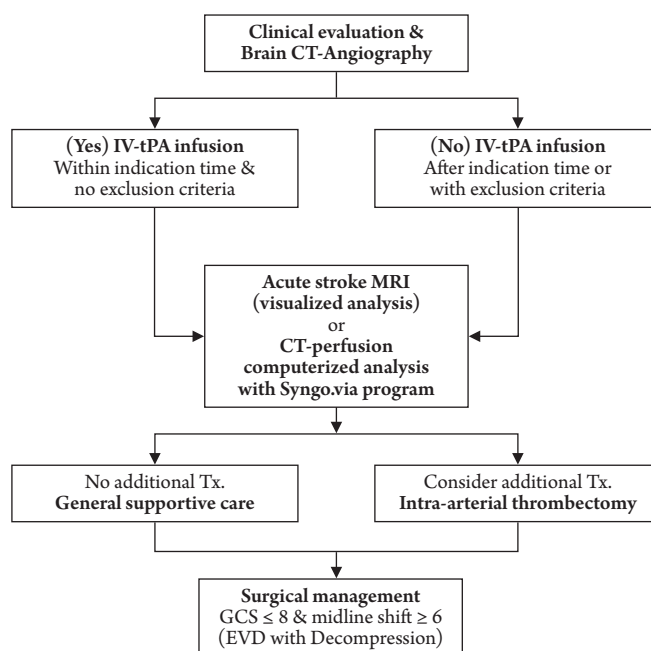 Clinical evaluation &
Brain CT-Angiography
(Yes) IV-tPA infusion
Within indication time &
no exclusion criteria
(No) IV-tPA infusion
After indication time or
with exclusion criteria
Acute stroke MRI
(visualized analysis)
or
CT-perfusion
computerized analysis
with Syngo.via program
No additional Tx.
General supportive care
Consider additional Tx.
Intra-arterial thrombectomy
Surgical management
GCS ≤ 8 & midline shift ≥ 6
(EVD with Decompression)